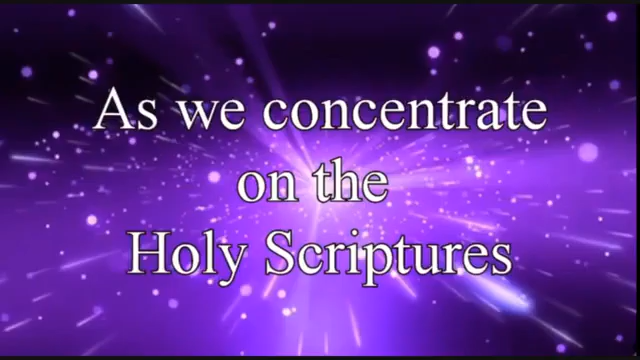 As we concentrate
on the
Holy Scriptures